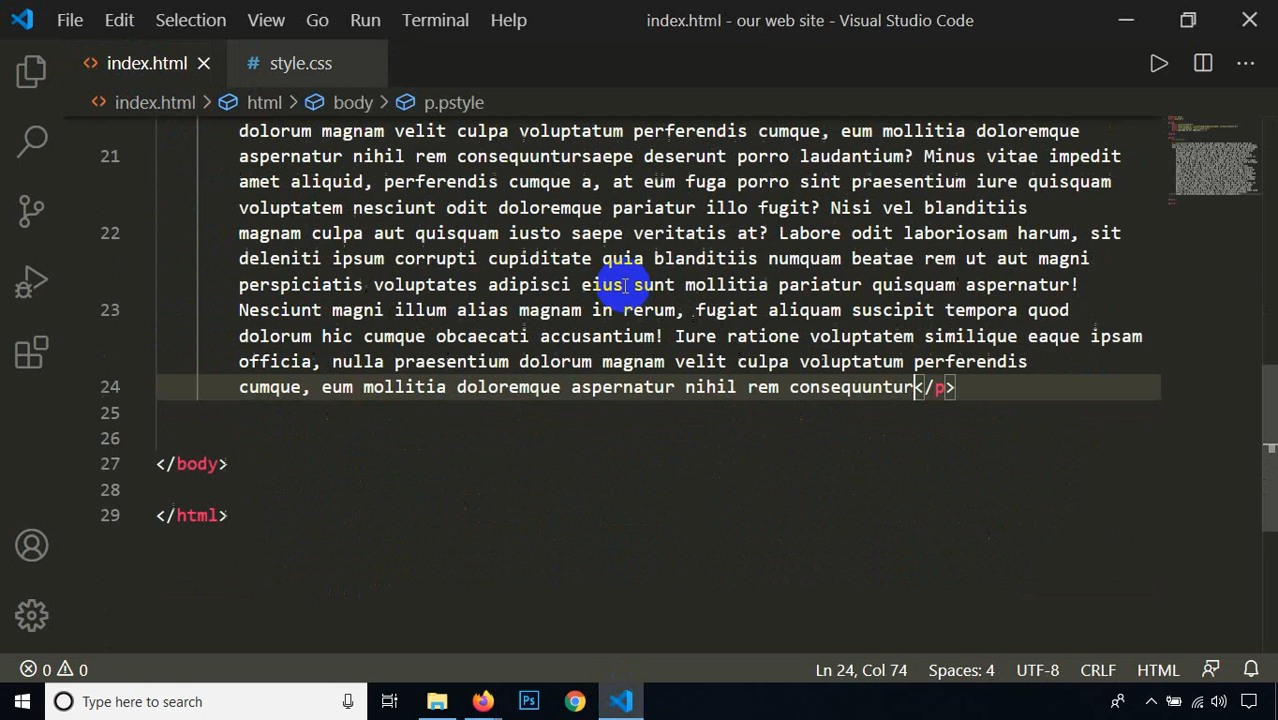 File Edit Selection View Go Run Terminal Help index.html - our web site - Visual Studio Code
index.html style.css
index.html > html > body > p.pstyle
dolorum magnam velit culpa voluptatum perferendis cumque, eum mollitia doloremque
21 aspernatur nihil rem consequuntursaepe deserunt porro laudantium? Minus vitae impedit
amet aliquid, perferendis cumque a, at eum fuga porro sint praesentium iure quisquam
voluptatem nesciunt odit doloremque pariatur illo fugit? Nisi vel blanditiis
22 magnam culpa aut quisquam iusto saepe veritatis at? Labore odit laboriosam harum, sit
deleniti ipsum corrupti cupiditate quia blanditiis numquam beatae rem ut aut magni
perspiciatis voluptates adipisci eius sunt mollitia pariatur quisquam aspernatur!
23 Nesciunt magni illum alias magnam in rerum, fugiat aliquam suscipit tempora quod
dolorum hic cumque obcaecati accusantium! Iure ratione voluptatem similique eaque ipsam
officia, nulla praesentium dolorum magnam velit culpa voluptatum perferendis
24 cumque, eum mollitia doloremque aspernatur nihil rem consequuntur</p>
25
26
27 </body>
28
29 </html>
0 0 Ln 24, Col 74 Spaces: 4 UTF-8 CRLF HTML
Type here to search Ps